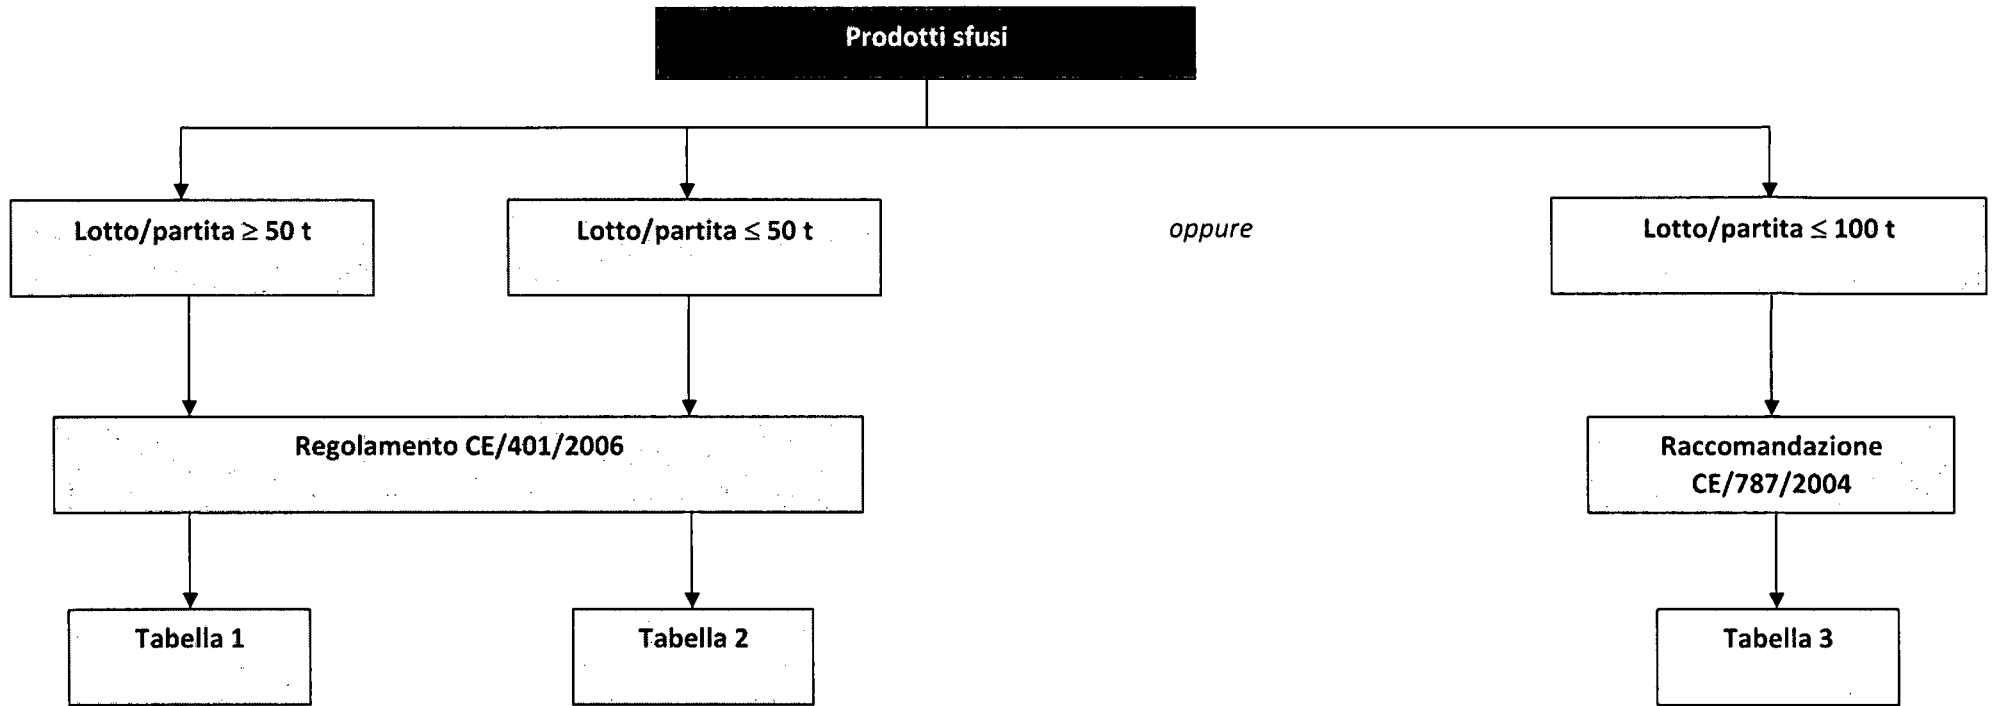 Prodotti sfusi
Lotto/partita ≥ 50 t
Lotto/partita ≤ 50 t
oppure
Lotto/partita ≤ 100 t
Regolamento CE/401/2006
Raccomandazione
CE/787/2004
Tabella 1
Tabella 2
Tabella 3